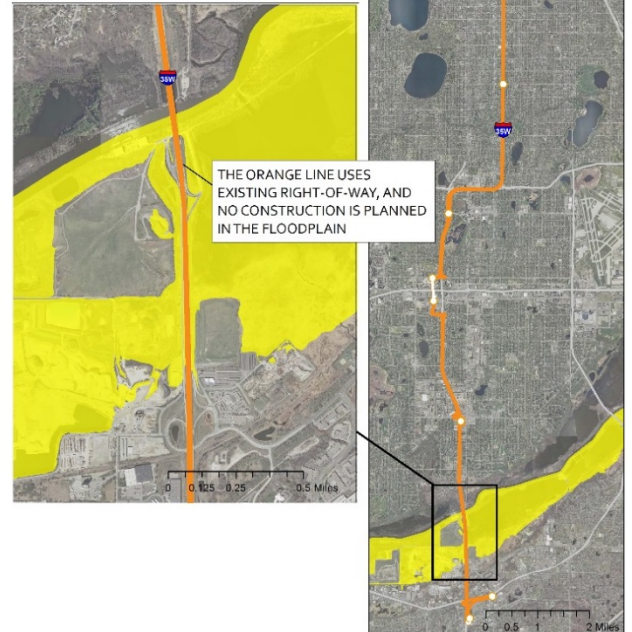 35W
THE ORANGE LINE USES
EXISTING RIGHT-OF-WAY, AND
NO CONSTRUCTION IS PLANNED
IN THE FLOODPLAIN
0 0.125 0.25 0.5 Miles
35W
0 0.5 1 2 Miles